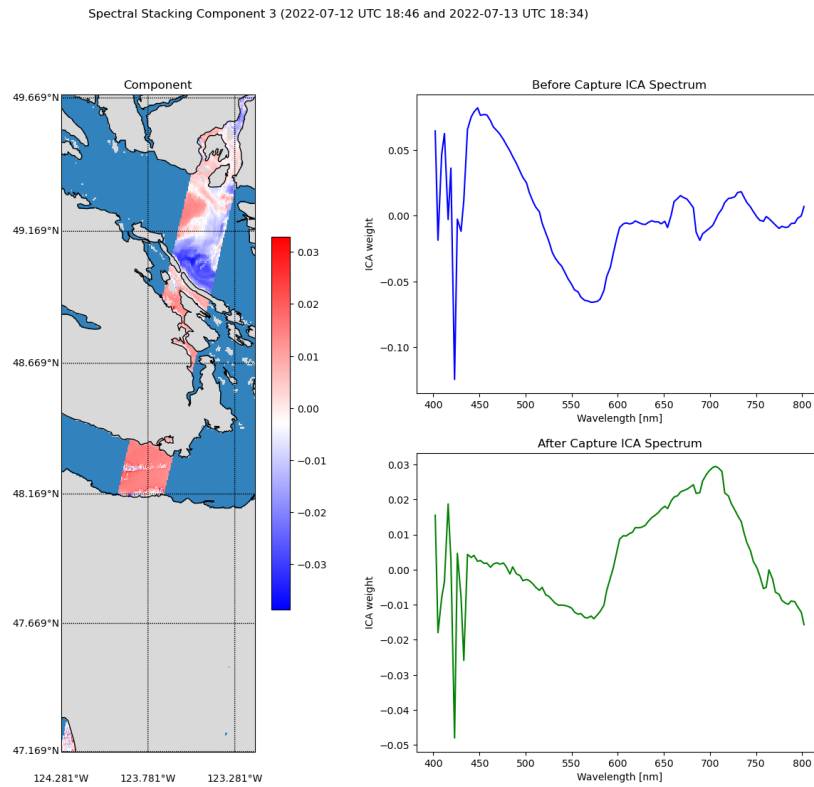 Spectral Stacking Component 3 (2022-07-12 UTC 18:46 and 2022-07-13 UTC 18:34)
Component
49.669°N
49.169°N
48.669°N
48.169°N
47.669°N
47.169°N
124.281°W 123.781°W 123.281°W
0.03
0.02
0.01
0.00
−0.01
−0.02
−0.03
Before Capture ICA Spectrum
ICA weight
0.05
0.00
−0.05
−0.10
400 450 500 550 600 650 700 750 800
Wavelength [nm]
After Capture ICA Spectrum
ICA weight
0.03
0.02
0.01
0.00
−0.01
−0.02
−0.03
−0.04
−0.05
400 450 500 550 600 650 700 750 800
Wavelength [nm]